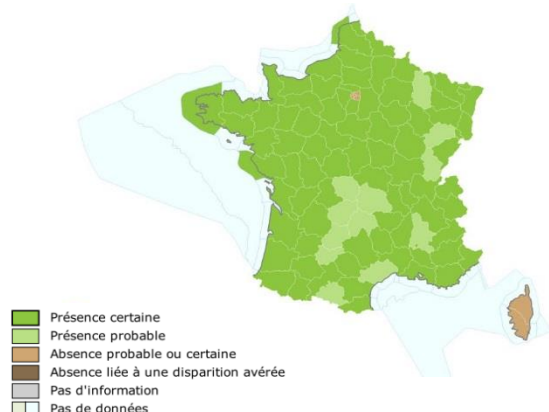 Présence certaine
Présence probable
Absence probable ou certaine
Absence liée à une disparition avérée
Pas d'information
Pas de données